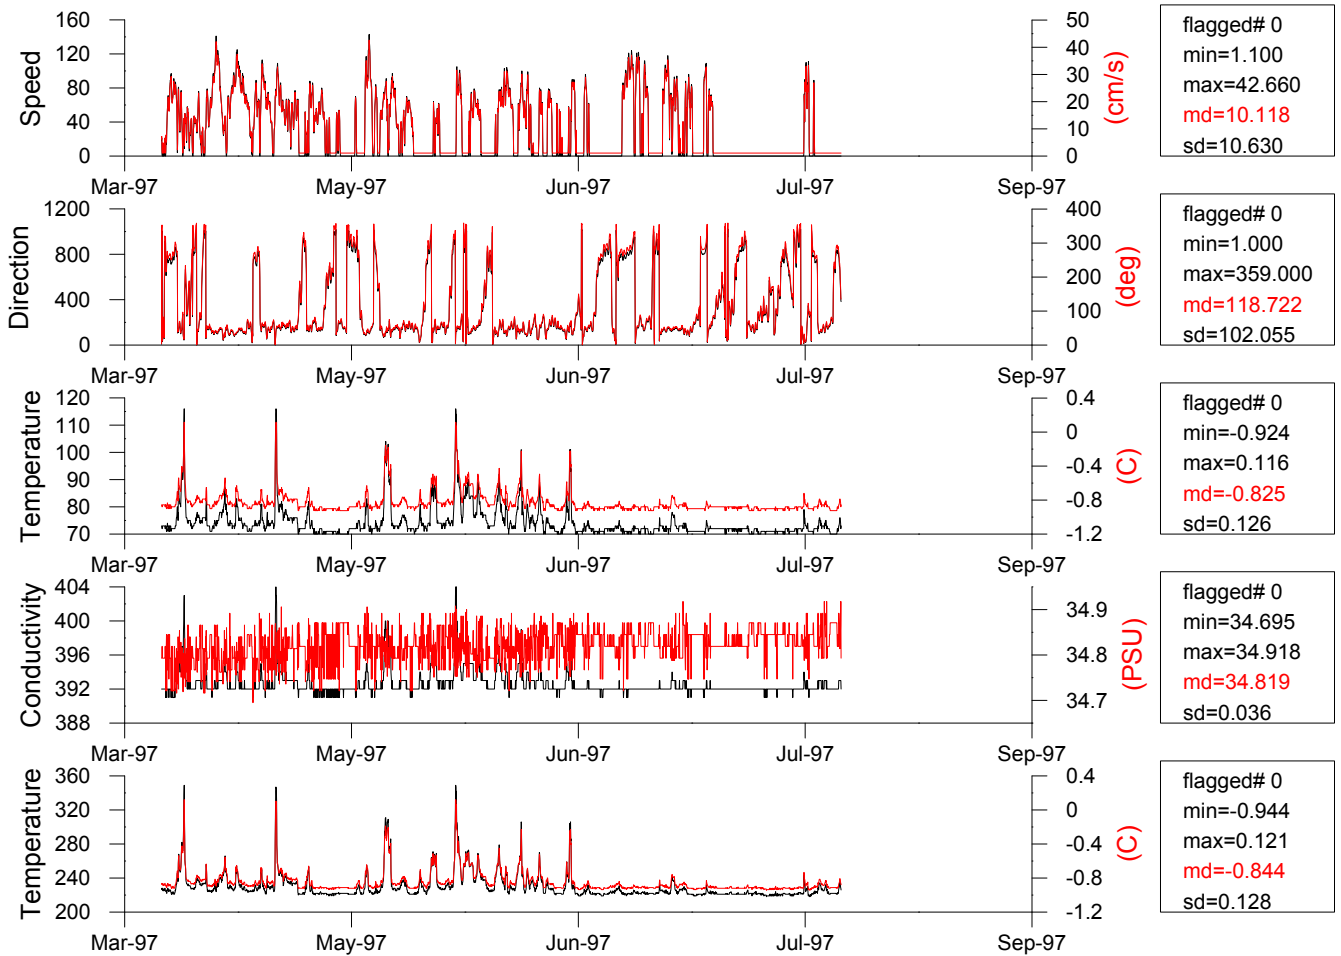 Speed
160
120
80
40
0
50
40
30
20
10
0
(cm/s)
Mar-97 May-97 Jun-97 Jul-97 Sep-97
flagged# 0
min=1.100
max=42.660
md=10.118
sd=10.630
Direction
1200
800
400
0
400
300
200
100
0
(deg)
Mar-97 May-97 Jun-97 Jul-97 Sep-97
flagged# 0
min=1.000
max=359.000
md=118.722
sd=102.055
Temperature
120
110
100
90
80
70
0.4
0
-0.4
-0.8
-1.2
(C)
Mar-97 May-97 Jun-97 Jul-97 Sep-97
flagged# 0
min=-0.924
max=0.116
md=-0.825
sd=0.126
Conductivity
404
400
396
392
388
34.9
34.8
34.7
(PSU)
Mar-97 May-97 Jun-97 Jul-97 Sep-97
flagged# 0
min=34.695
max=34.918
md=34.819
sd=0.036
Temperature
360
320
280
240
200
0.4
0
-0.4
-0.8
-1.2
(C)
Mar-97 May-97 Jun-97 Jul-97 Sep-97
flagged# 0
min=-0.944
max=0.121
md=-0.844
sd=0.128